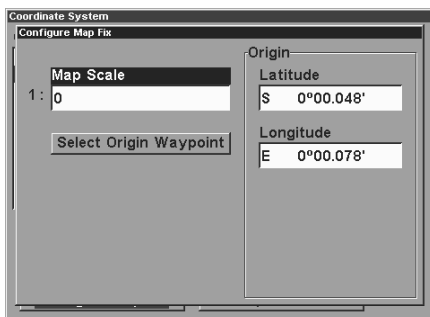 Coordinate System
Configure Map Fix
Map Scale
1: 0
Select Origin Waypoint
Origin
Latitude
S 0º00.048'
Longitude
E 0º00.078'